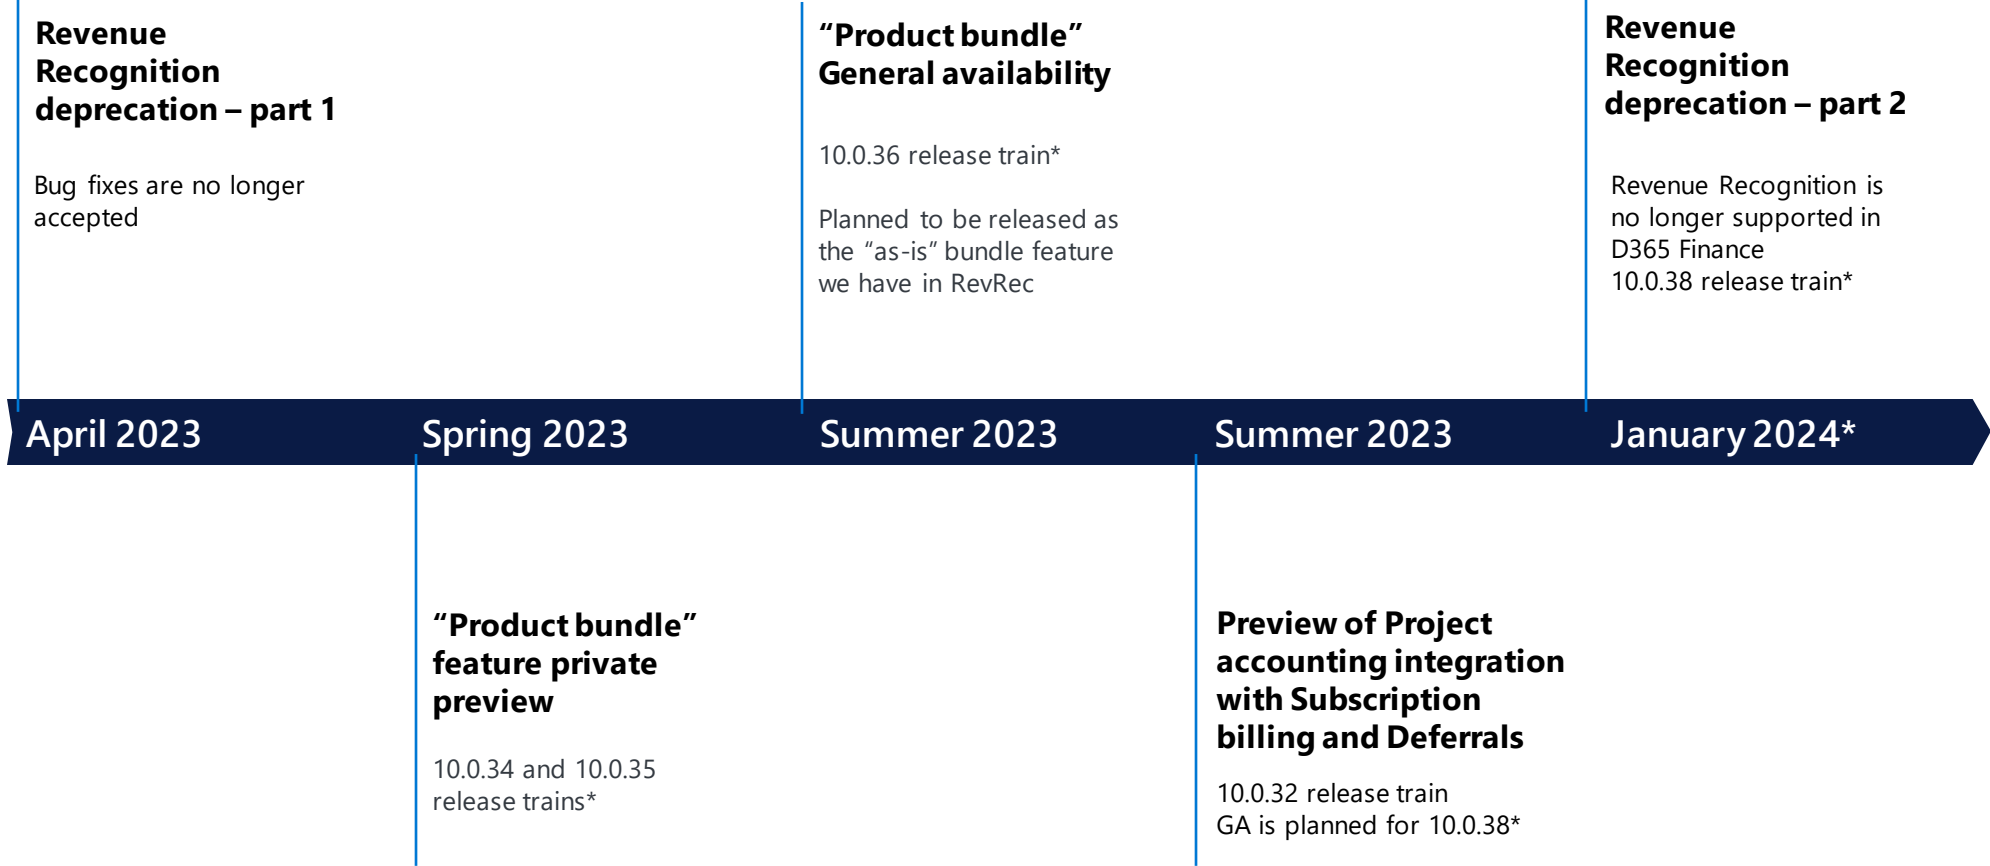 Revenue
Recognition
deprecation – part 1
Bug fixes are no longer
accepted
“Product bundle”
General availability
10.0.36 release train*
Planned to be released as
the “as-is” bundle feature
we have in RevRec
Revenue
Recognition
deprecation – part 2
Revenue Recognition is
no longer supported in
D365 Finance
10.0.38 release train*
April 2023
Spring 2023
Summer 2023
Summer 2023
January 2024*
“Product bundle”
feature private
preview
10.0.34 and 10.0.35
release trains*
Preview of Project
accounting integration
with Subscription
billing and Deferrals
10.0.32 release train
GA is planned for 10.0.38*